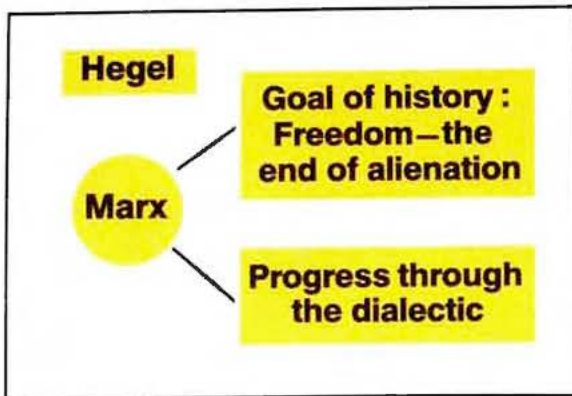 Hegel
Goal of history :
Freedom—the
end of alienation
Marx
Progress through
the dialectic